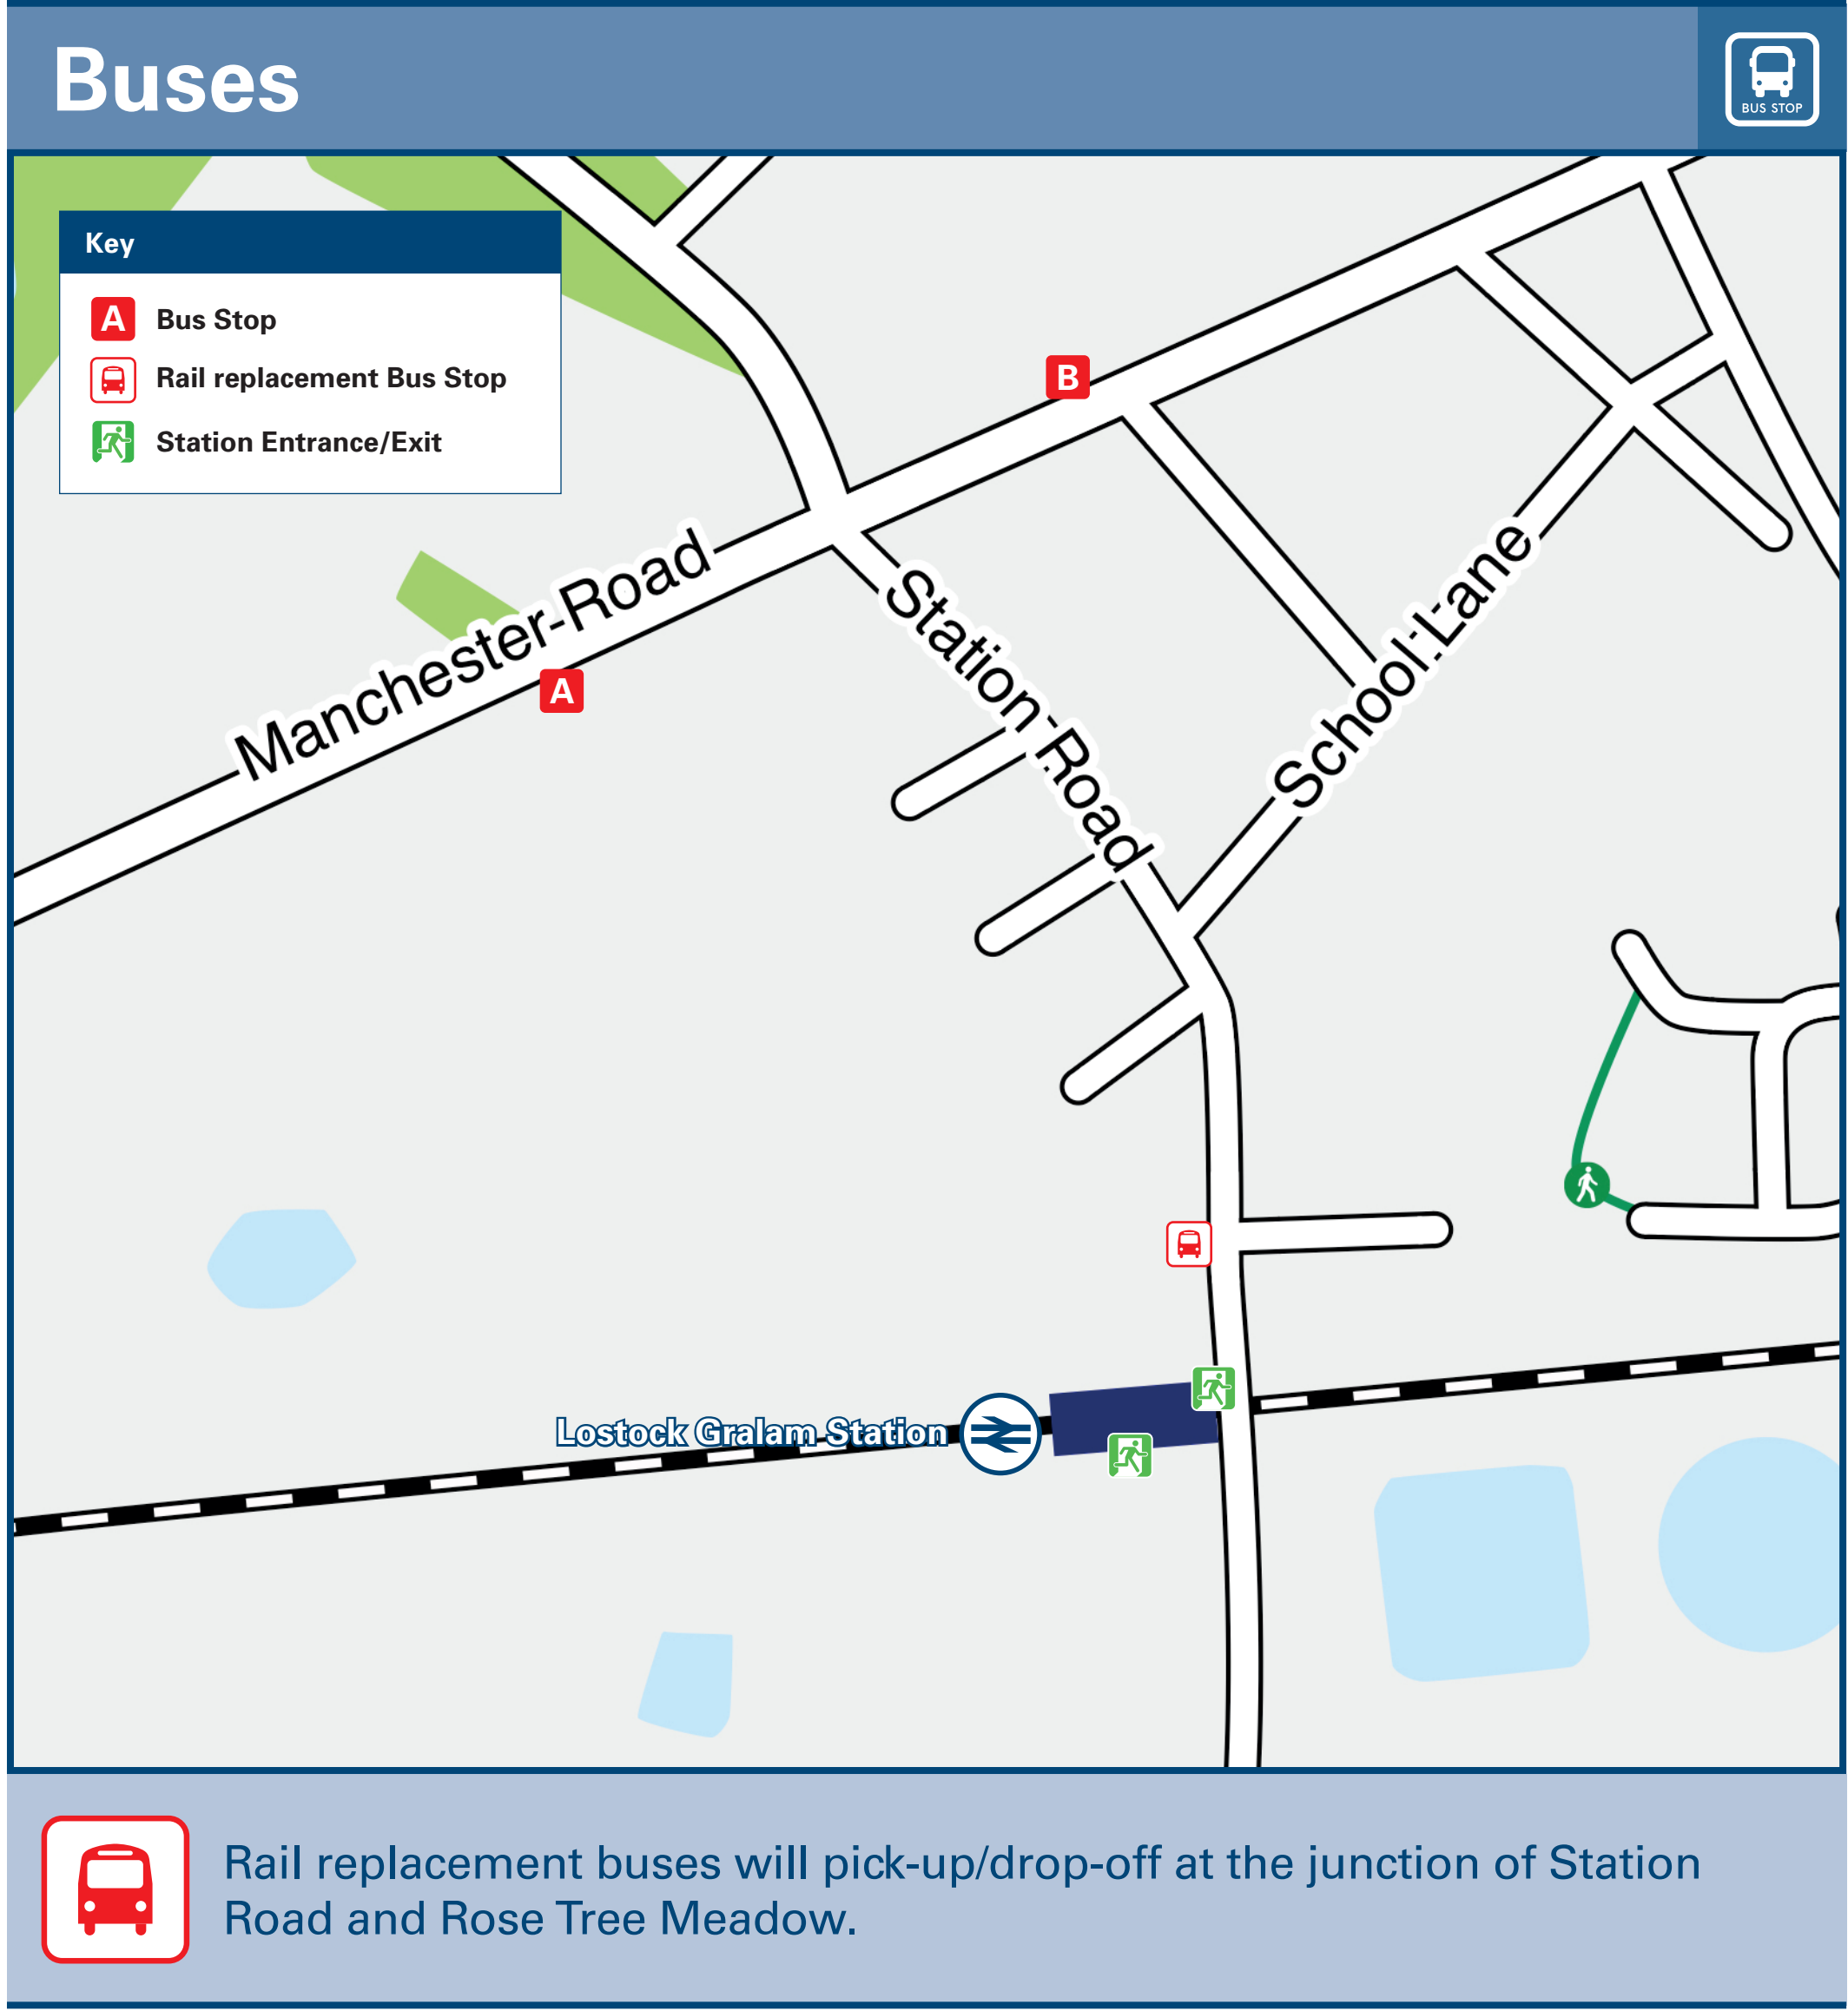 Buses
BUS STOP
Key
A Bus Stop
Rail replacement Bus Stop
Station Entrance/Exit
B
Manchester Road
A
Station Road
School Lane
Lostock Gralam Station
Rail replacement buses will pick-up/drop-off at the junction of Station
Road and Rose Tree Meadow.